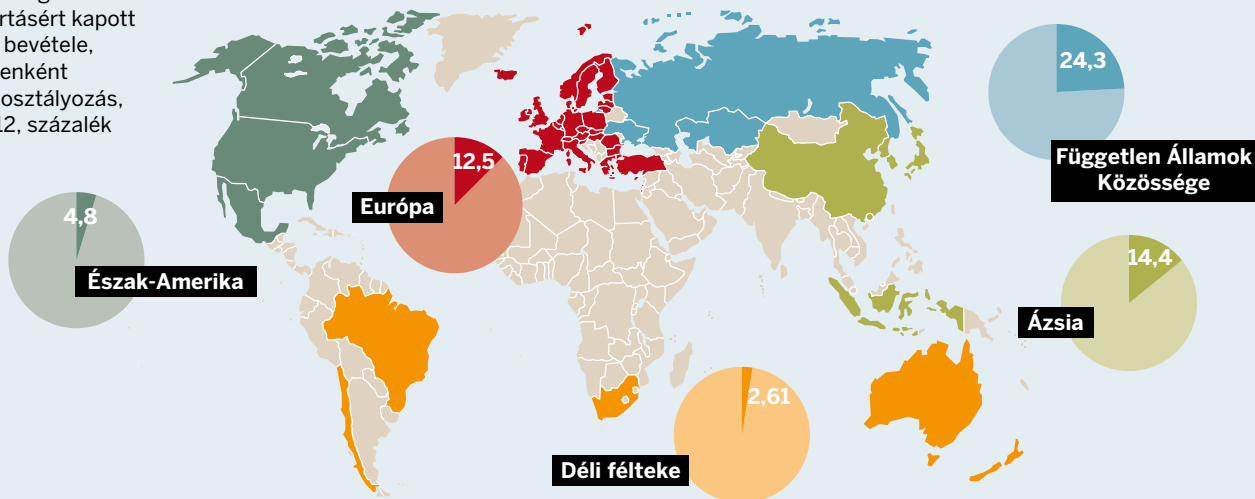 rtásért kapott
bevétele,
enként
osztályozás,
12, százalék
24,3
Független Államok
Közössége
12,5
Európa
4,8
Észak-Amerika
14,4
Ázsia
2,61
Déli félteke